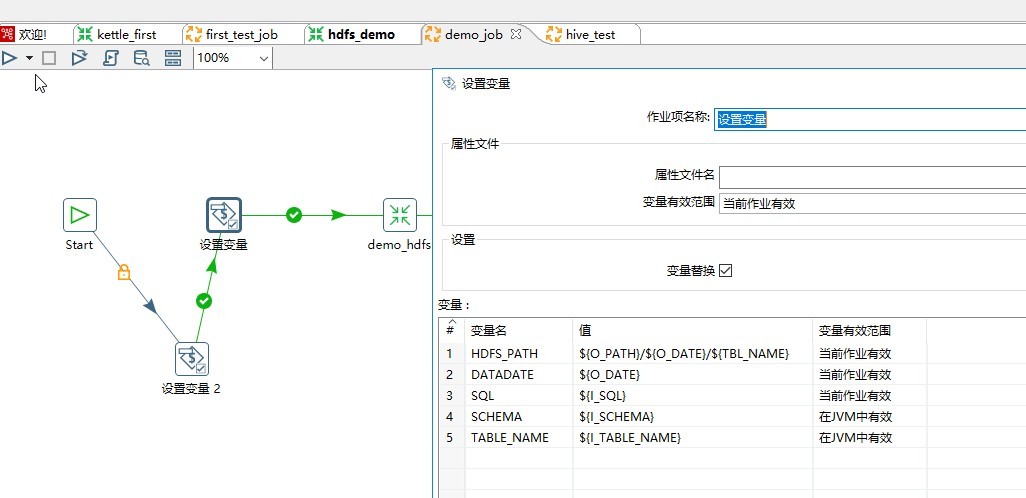 欢迎!
kettle_first
first_test_job
hdfs_demo
demo_job
hive_test
100%
设置变量
作业项名称: 设置变量
属性文件
属性文件名
变量有效范围 当前作业有效
设置
变量替换
变量:
# 变量名 值 变量有效范围
1 HDFS_PATH ${O_PATH}/${O_DATE}/${TBL_NAME} 当前作业有效
2 DATADATE ${O_DATE} 当前作业有效
3 SQL ${I_SQL} 当前作业有效
4 SCHEMA ${I_SCHEMA} 在JVM中有效
5 TABLE_NAME ${I_TABLE_NAME} 在JVM中有效
Start
设置变量
demo_hdfs
设置变量 2